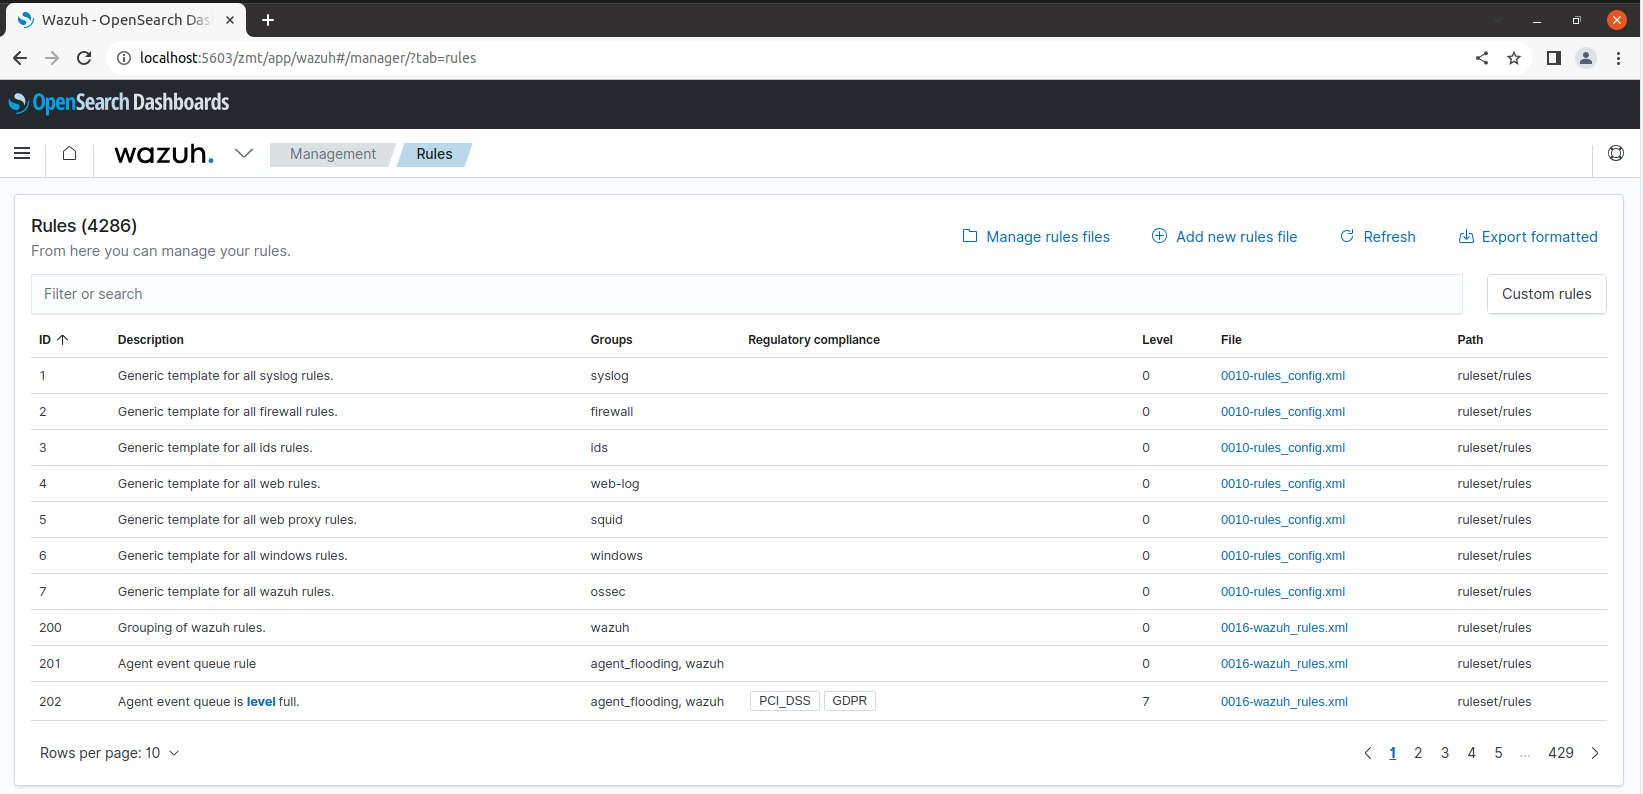 Wazuh - OpenSearch Das
localhost:5603/zmt/app/wazuh#/manager/?tab=rules
OpenSearch Dashboards
wazuh. Management Rules
Rules (4286)
From here you can manage your rules.
Manage rules files Add new rules file Refresh Export formatted
Filter or search Custom rules
ID Description Groups Regulatory compliance Level File Path
1 Generic template for all syslog rules. syslog 0 0010-rules_config.xml ruleset/rules
2 Generic template for all firewall rules. firewall 0 0010-rules_config.xml ruleset/rules
3 Generic template for all ids rules. ids 0 0010-rules_config.xml ruleset/rules
4 Generic template for all web rules. web-log 0 0010-rules_config.xml ruleset/rules
5 Generic template for all web proxy rules. squid 0 0010-rules_config.xml ruleset/rules
6 Generic template for all windows rules. windows 0 0010-rules_config.xml ruleset/rules
7 Generic template for all wazuh rules. ossec 0 0010-rules_config.xml ruleset/rules
200 Grouping of wazuh rules. wazuh 0 0016-wazuh_rules.xml ruleset/rules
201 Agent event queue rule agent_flooding, wazuh 0 0016-wazuh_rules.xml ruleset/rules
202 Agent event queue is level full. agent_flooding, wazuh PCI_DSS GDPR 7 0016-wazuh_rules.xml ruleset/rules
Rows per page: 10 1 2 3 4 5 ... 429